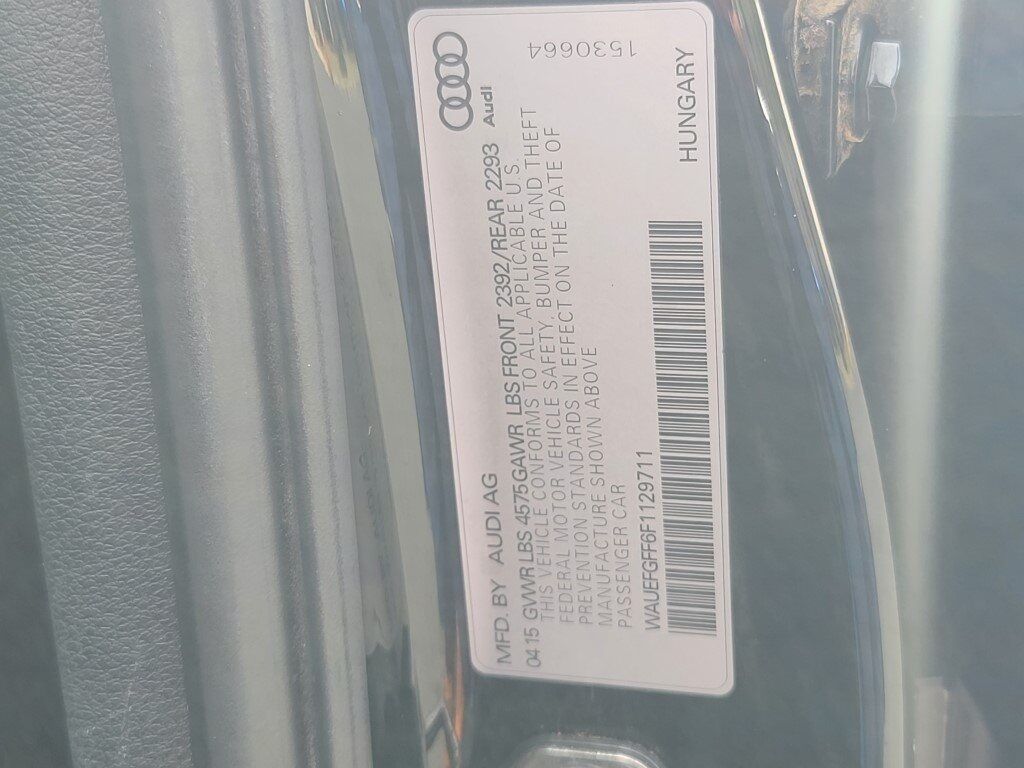 Audi
MFD. BY AUDI AG
04 15 GVWR LBS 4575GAWR LBS FRONT 2392/REAR 2293
THIS VEHICLE CONFORMS TO ALL APPLICABLE U.S.
FEDERAL MOTOR VEHICLE SAFETY, BUMPER AND THEFT
PREVENTION STANDARDS IN EFFECT ON THE DATE OF
MANUFACTURE SHOWN ABOVE
1530664
PASSENGER CAR
WAUEFGFF6F1129711
HUNGARY